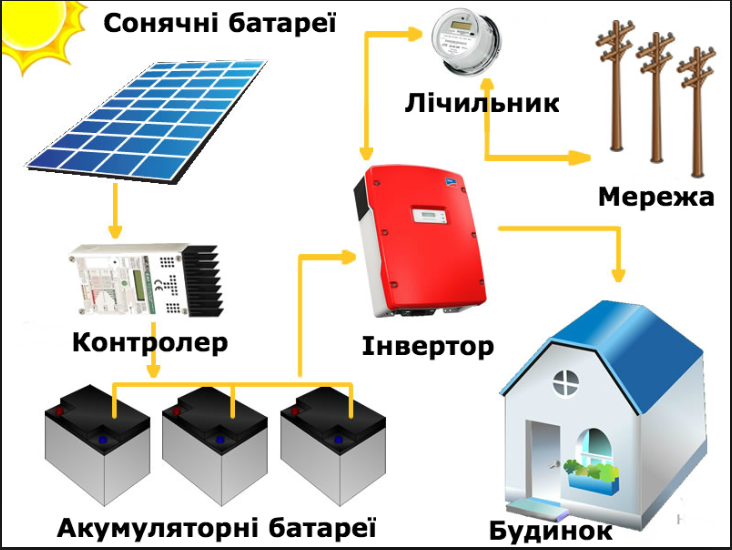 Сонячні батареї
Лічильник
Мережа
Контролер
Інвертор
Акумуляторні батареї
Будинок